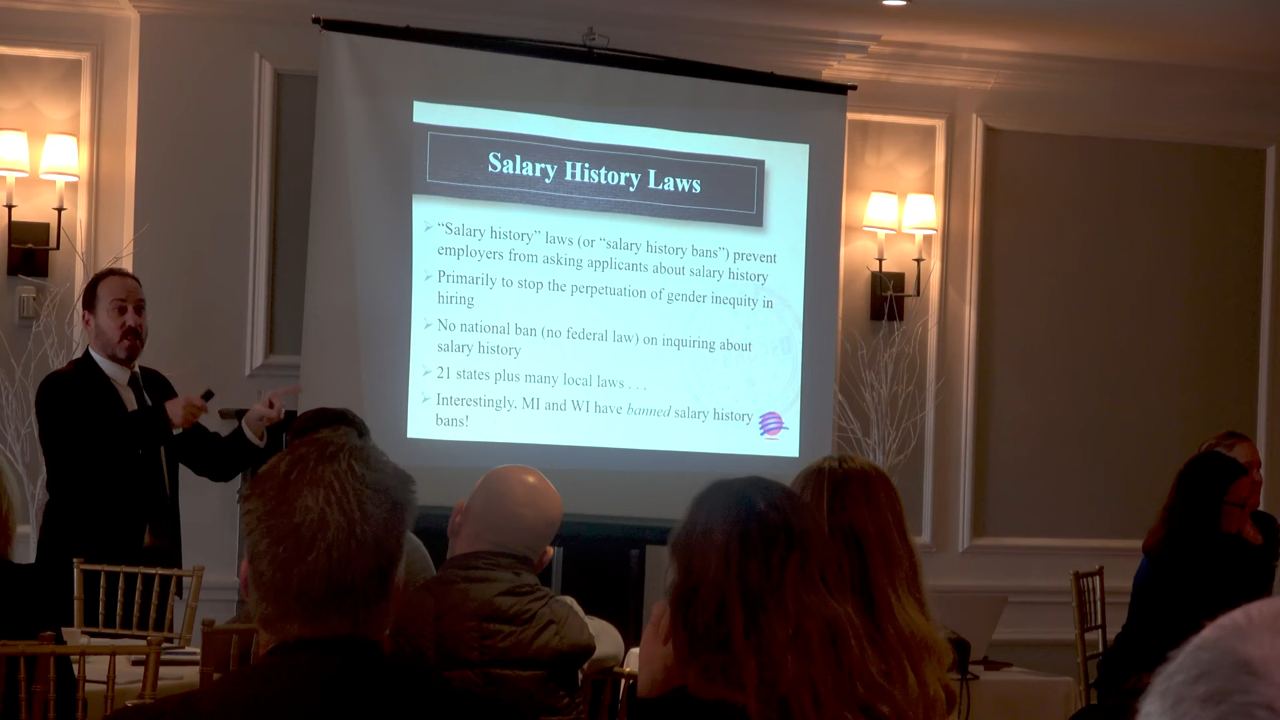 Salary History Laws
“Salary history” laws (or “salary history bans”) prevent
employers from asking applicants about salary history
Primarily to stop the perpetuation of gender inequity in
hiring
No national ban (no federal law) on inquiring about
salary history
21 states plus many local laws . . .
Interestingly, MI and WI have banned salary history
bans!